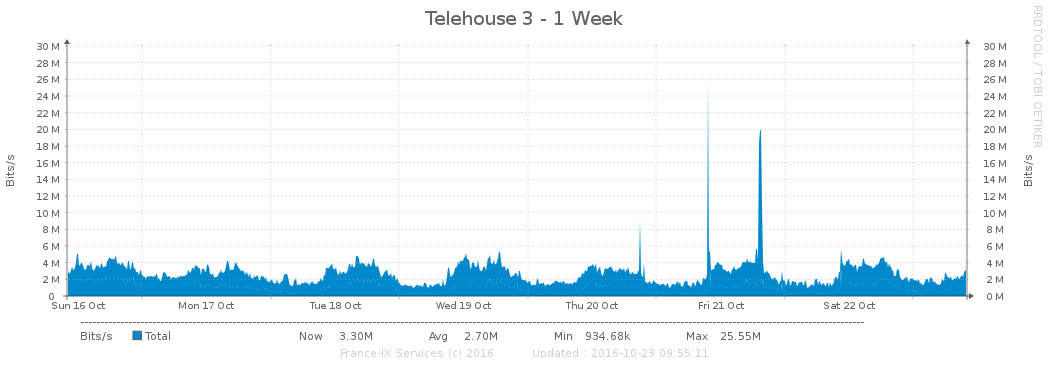 Telehouse 3 - 1 Week
RRDTOOL / TOBI OETIKER
Bits/s
30 M 30 M
28 M 28 M
26 M 26 M
24 M 24 M
22 M 22 M
20 M 20 M
18 M 18 M
16 M 16 M
14 M 14 M
12 M 12 M
10 M 10 M
8 M 8 M
6 M 6 M
4 M 4 M
2 M 2 M
0 0 M
Bits/s
Sun 16 Oct Mon 17 Oct Tue 18 Oct Wed 19 Oct Thu 20 Oct Fri 21 Oct Sat 22 Oct
Bits/s Total Now 3.30M Avg 2.70M Min 934.68k Max 25.55M
France-IX Services (c) 2016 Updated : 2016-10-23 09:55:11